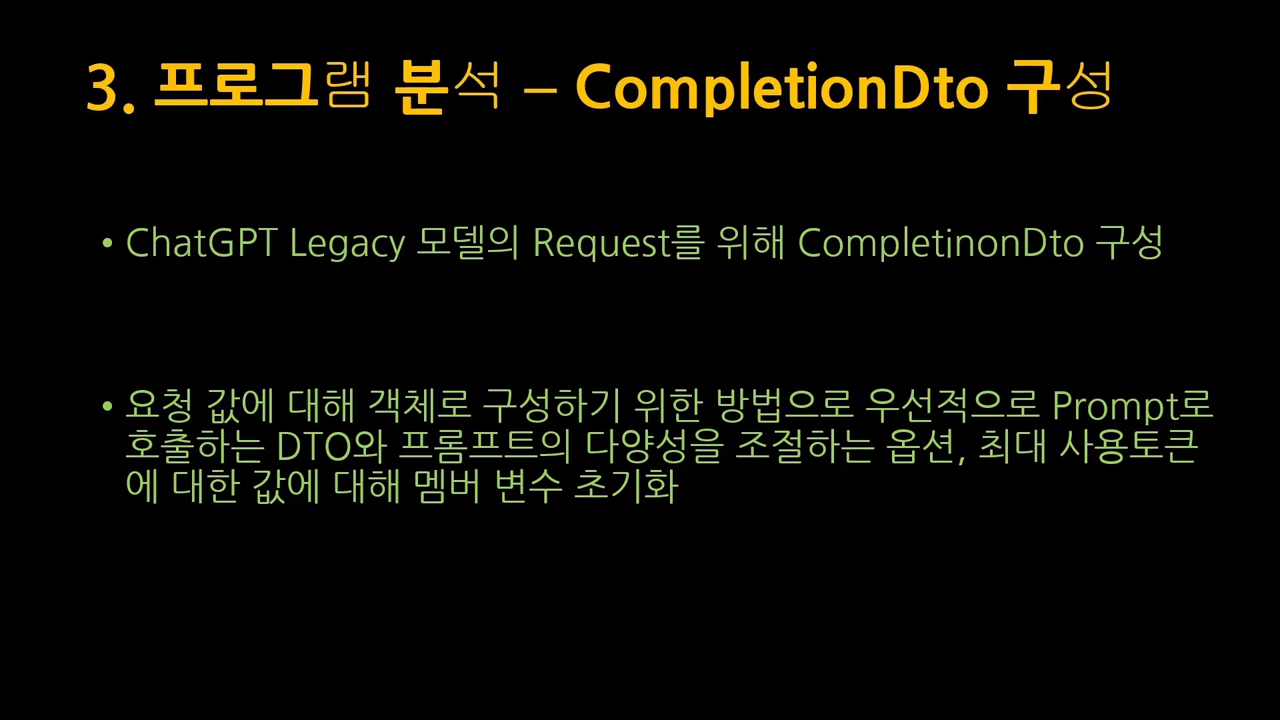 3. 프로그램 분석 – CompletionDto 구성
• ChatGPT Legacy 모델의 Request를 위해 CompletinonDto 구성
• 요청 값에 대해 객체로 구성하기 위한 방법으로 우선적으로 Prompt로
호출하는 DTO와 프롬프트의 다양성을 조절하는 옵션, 최대 사용토큰
에 대한 값에 대해 멤버 변수 초기화